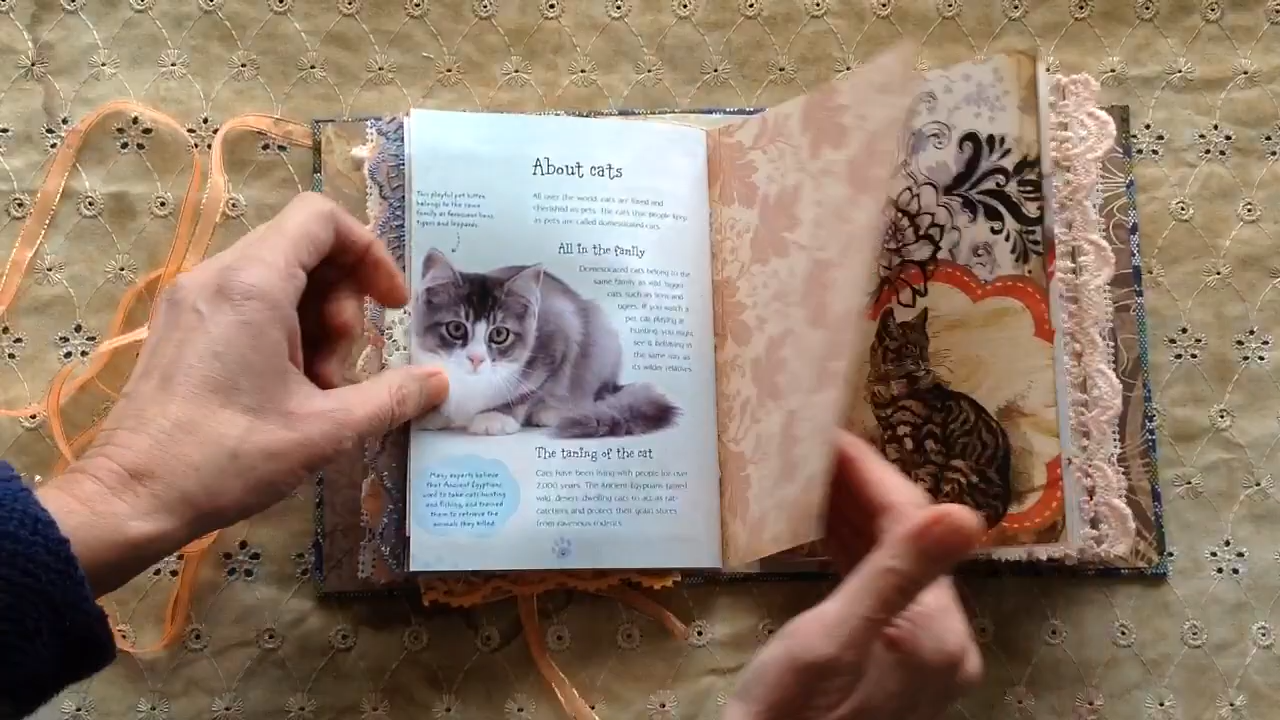 About cats
This playful pet kitten
belongs to the same
family as ferocious lions,
tigers and leopards.
All over the world, cats are loved and
cherished as pets. The cats that people keep
as pets are called domesticated cats.
All in the family
Domesticated cats belong to the
same family as wild, bigger
cats, such as lions and
tigers. If you watch a
pet cat playing at
hunting, you might
see it behaving in
the same way as
its wilder relatives.
The taming of the cat
Cats have been living with people for over
7,000 years. The Ancient Egyptians tamed
wild, desert-dwelling cats to act as rat-
catchers and protect their grain stores
from ravenous rodents.
Many experts believe
that Ancient Egyptians
used to take cats hunting
and fishing, and trained
them to retrieve the
animals they killed.